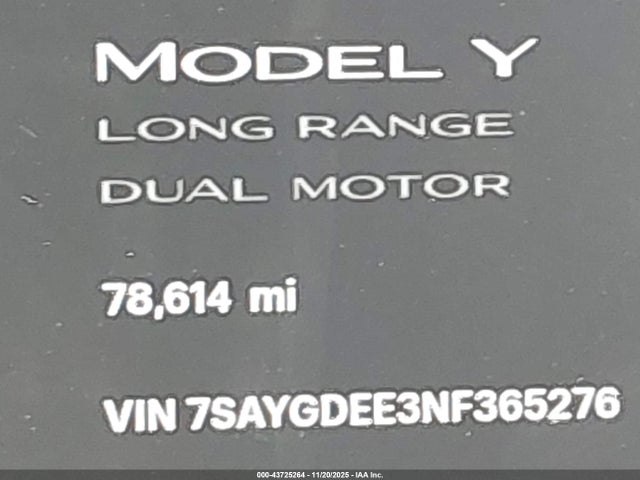 MODEL Y
LONG RANGE
DUAL MOTOR
78,614 mi
VIN 7SAYGDEE3NF365276
000-43725264 - 11/20/2025 - IAA Inc.